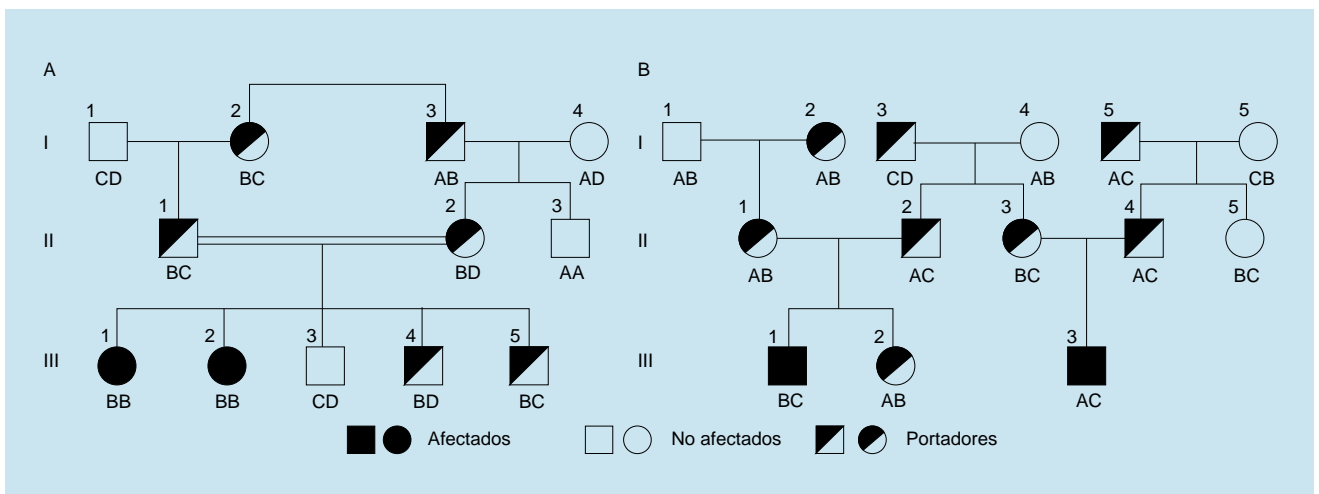 A B
1 2 3 4 1 2 3 4 5 5
I I
CD BC AB AD AB AB CD AB AC CB
1 2 3 1 2 3 4 5
II II
BC BD AA AB AC BC AC BC
1 2 3 4 5 1 2 3
III III
BB BB CD BD BC BC AB AC
Afectados No afectados Portadores